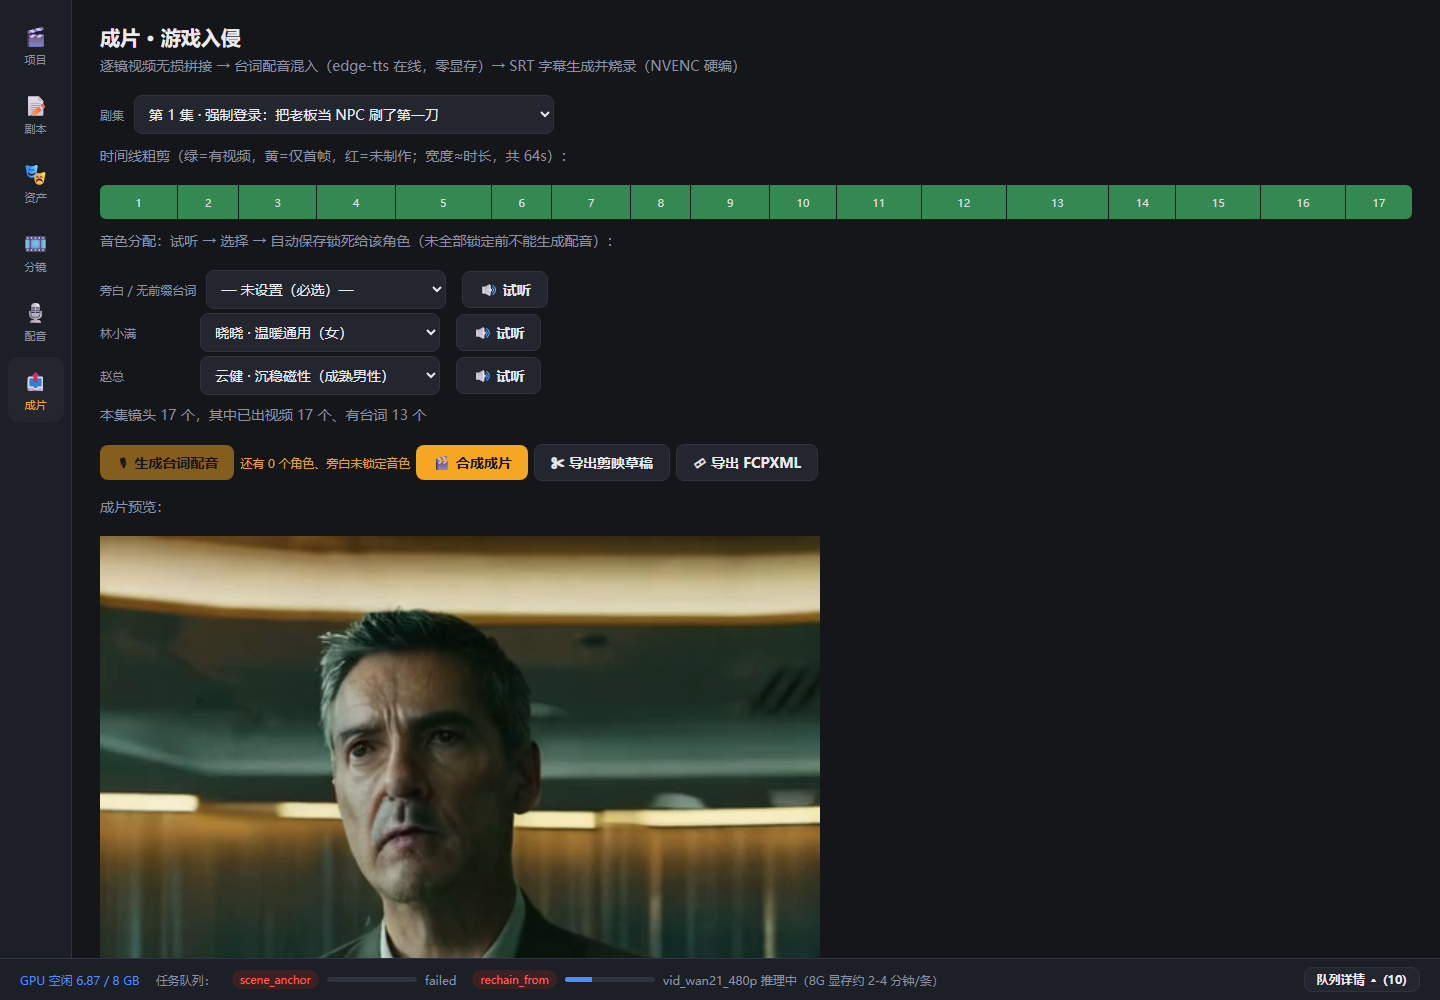 项目
剧本
资产
分镜
配音
成片
成片 · 游戏入侵
逐镜视频无损拼接 → 台词配音混入（edge-tts 在线，零显存）→ SRT 字幕生成并烧录（NVENC 硬编）
剧集 第 1 集 · 强制登录：把老板当 NPC 刷了第一刀
时间线粗剪（绿=有视频，黄=仅首帧，红=未制作；宽度≈时长，共 64s）：
1 2 3 4 5 6 7 8 9 10 11 12 13 14 15 16 17
音色分配：试听 → 选择 → 自动保存锁死给该角色（未全部锁定前不能生成配音）：
旁白 / 无前缀台词 — 未设置（必选）— 试听
林小满 晓晓 · 温暖通用（女） 试听
赵总 云健 · 沉稳磁性（成熟男性） 试听
本集镜头 17 个，其中已出视频 17 个、有台词 13 个
生成台词配音 还有 0 个角色、旁白未锁定音色 合成成片 导出剪映草稿 导出 FCPXML
成片预览：
GPU 空闲 6.87 / 8 GB 任务队列： scene_anchor failed rechain_from vid_wan21_480p 推理中（8G 显存约 2-4 分钟/条） 队列详情 (10)